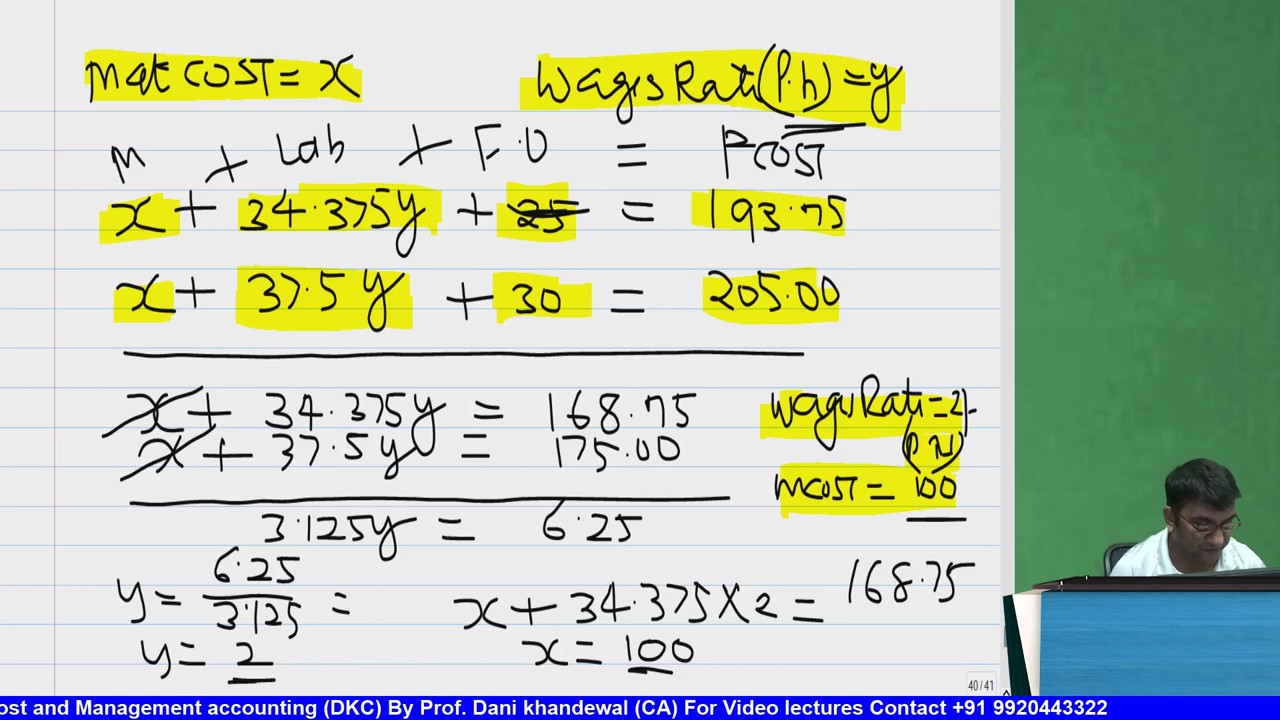 Mat COST = x
Wages Rate (P.h) = y
M + Lab + F.O = F COST
x + 34.375y + 25 = 193.75
x + 37.5y + 30 = 205.00
x + 34.375y = 168.75
x + 37.5y = 175.00
3.125y = 6.25
Wages Rate = 2/-
(P.H)
M COST = 100
y = 6.25 / 3.125 =
y = 2
x + 34.375 X 2 = 168.75
x = 100
40/41
ost and Management accounting (DKC) By Prof. Dani khandewal (CA) For Video lectures Contact +91 9920443322